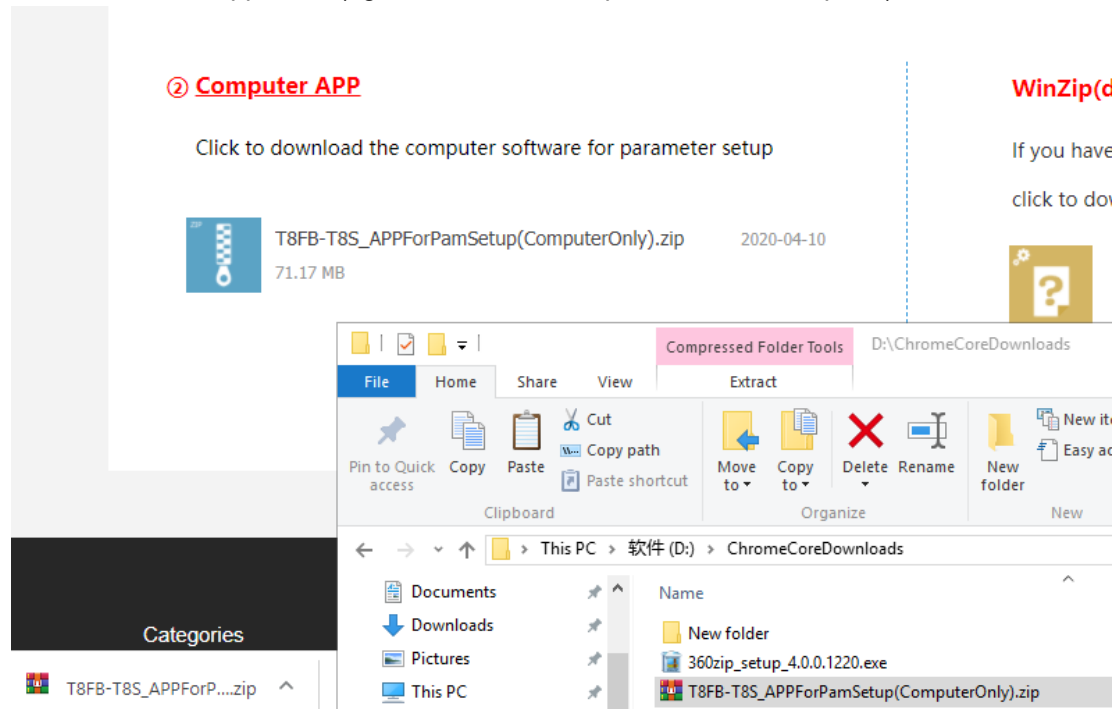 ② Computer APP
WinZip(d
Click to download the computer software for parameter setup
If you have
click to dov
ZIP
T8FB-T8S_APPForPamSetup(ComputerOnly).zip 2020-04-10
71.17 MB
Compressed Folder Tools D:\ChromeCoreDownloads
File Home Share View Extract
Pin to Quick access
Copy
Paste
Cut
Copy path
Paste shortcut
Move to
Copy to
Delete
Rename
New folder
New ite
Easy ac
Clipboard Organize New
This PC > 软件 (D:) > ChromeCoreDownloads
Documents
Downloads
Pictures
This PC
Name
New folder
360zip_setup_4.0.0.1220.exe
T8FB-T8S_APPForPamSetup(ComputerOnly).zip
Categories
T8FB-T8S_APPForP....zip